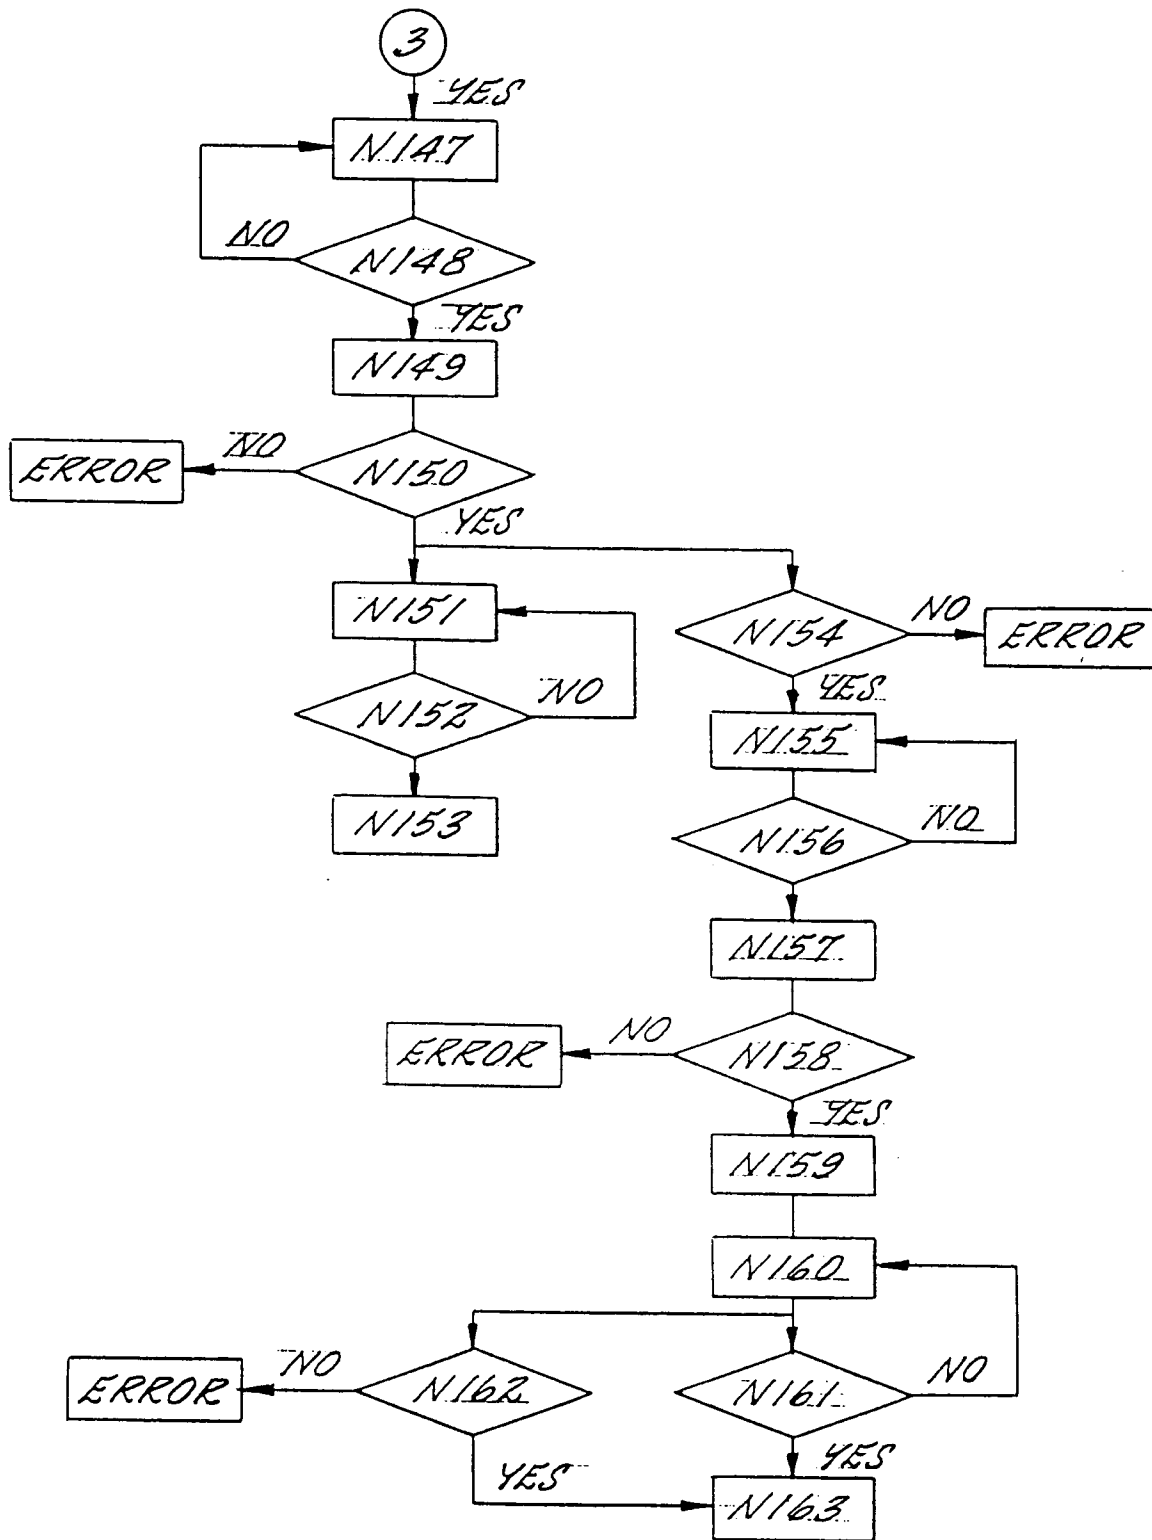 3
YES
N147
NO
N148
YES
N149
NO
ERROR
N150
YES
N151
N154
NO
ERROR
N152
NO
YES
N155
N153
N156
NO
N157
ERROR
NO
N158
YES
N159
N160
ERROR
NO
N162
N161
NO
YES
YES
N163